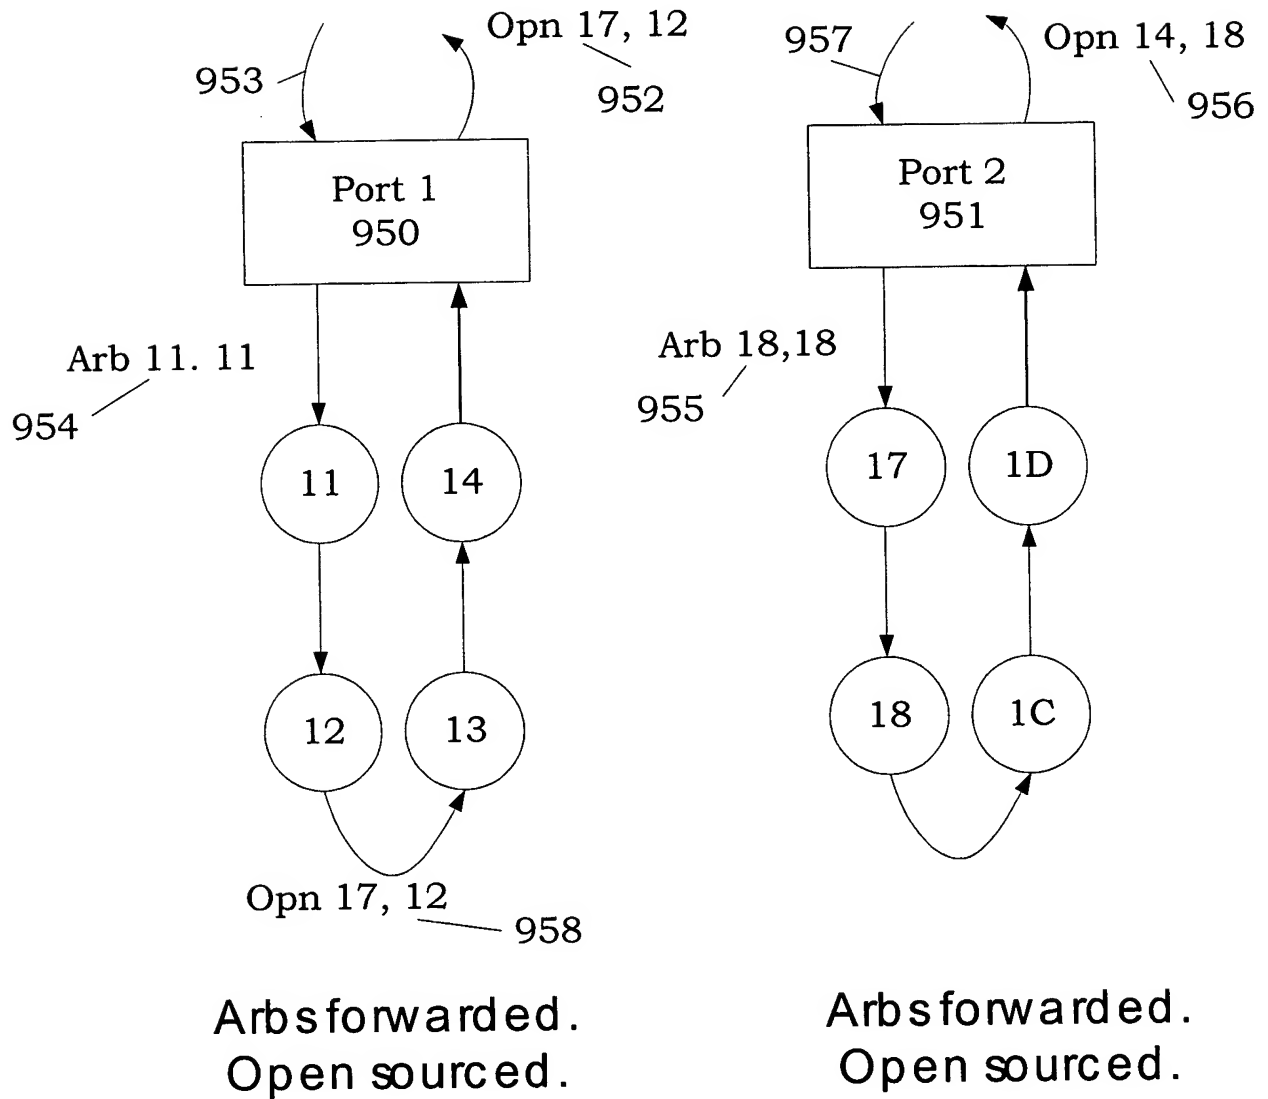 953
Opn 17, 12
952
957
Opn 14, 18
956
Port 1
950
Port 2
951
Arb 11. 11
954
Arb 18,18
955
11
14
17
1D
12
13
18
1C
Opn 17, 12
958
Arbs forwarded.
Open sourced.
Arbs forwarded.
Open sourced.